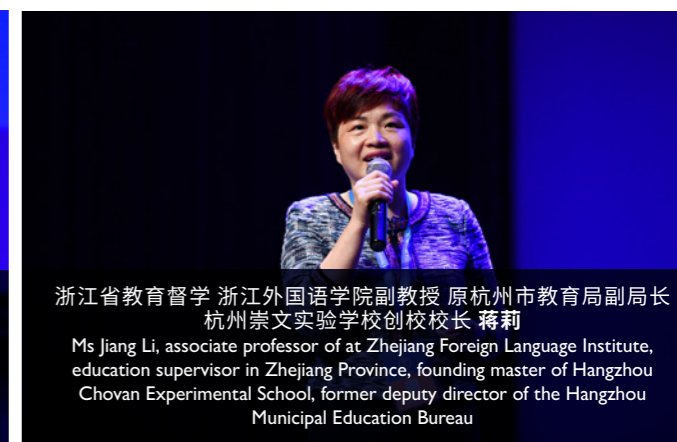 浙江省教育督学 浙江外国语学院副教授 原杭州市教育局副局长
杭州崇文实验学校创校校长 蒋莉
Ms Jiang Li, associate professor of at Zhejiang Foreign Language Institute,
education supervisor in Zhejiang Province, founding master of Hangzhou
Chovan Experimental School, former deputy director of the Hangzhou
Municipal Education Bureau